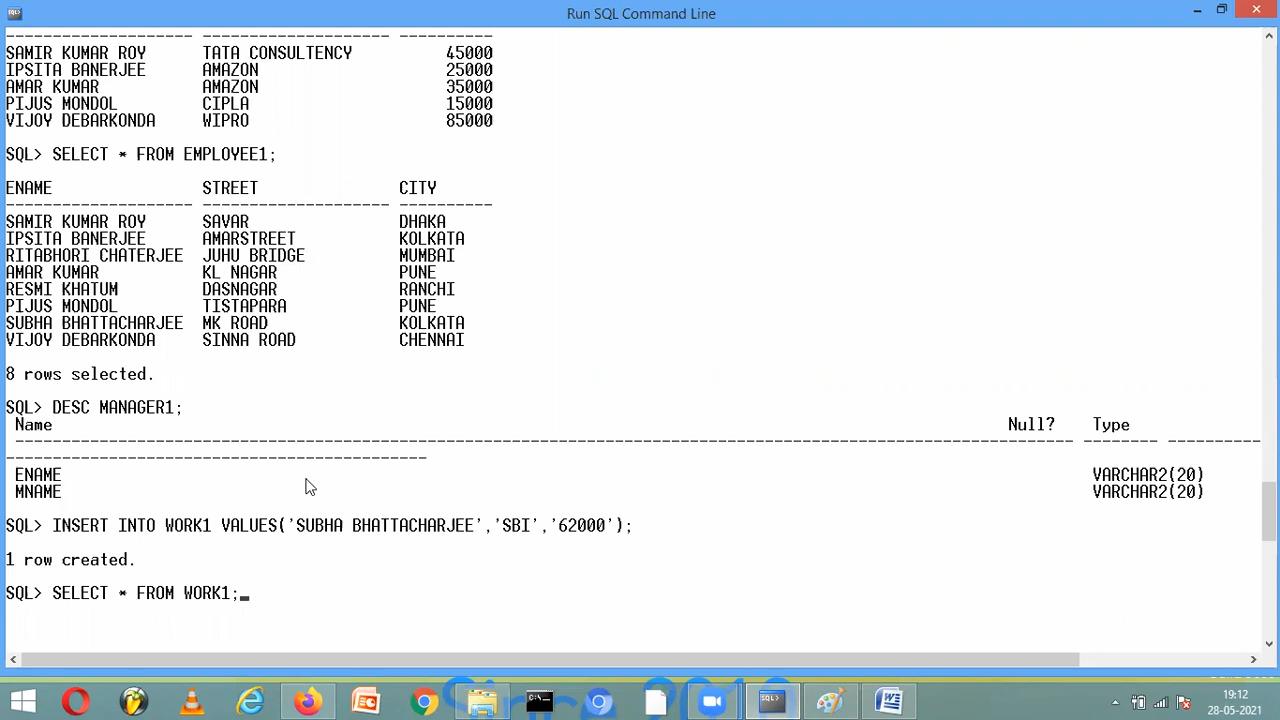 Run SQL Command Line
-------------------- -------------------- ----------
SAMIR KUMAR ROY      TATA CONSULTENCY          45000
IPSITA BANERJEE      AMAZON                    25000
AMAR KUMAR           AMAZON                    35000
PIJUS MONDOL         CIPLA                     15000
VIJOY DEBARKONDA     WIPRO                     85000
SQL> SELECT * FROM EMPLOYEE1;
ENAME                STREET               CITY
-------------------- -------------------- ----------
SAMIR KUMAR ROY      SAVAR                DHAKA
IPSITA BANERJEE      AMARSTREET           KOLKATA
RITABHORI CHATERJEE  JUHU BRIDGE          MUMBAI
AMAR KUMAR           KL NAGAR             PUNE
RESMI KHATUM         DASNAGAR             RANCHI
PIJUS MONDOL         TISTAPARA            PUNE
SUBHA BHATTACHARJEE  MK ROAD              KOLKATA
VIJOY DEBARKONDA     SINNA ROAD           CHENNAI
8 rows selected.
SQL> DESC MANAGER1;
Name Null? Type
----------------------------------------------------------------------------------------------------------------- -------- ----------
---------------------------------------------
ENAME VARCHAR2(20)
MNAME VARCHAR2(20)
SQL> INSERT INTO WORK1 VALUES('SUBHA BHATTACHARJEE','SBI','62000');
1 row created.
SQL> SELECT * FROM WORK1;
19:12
28-05-2021